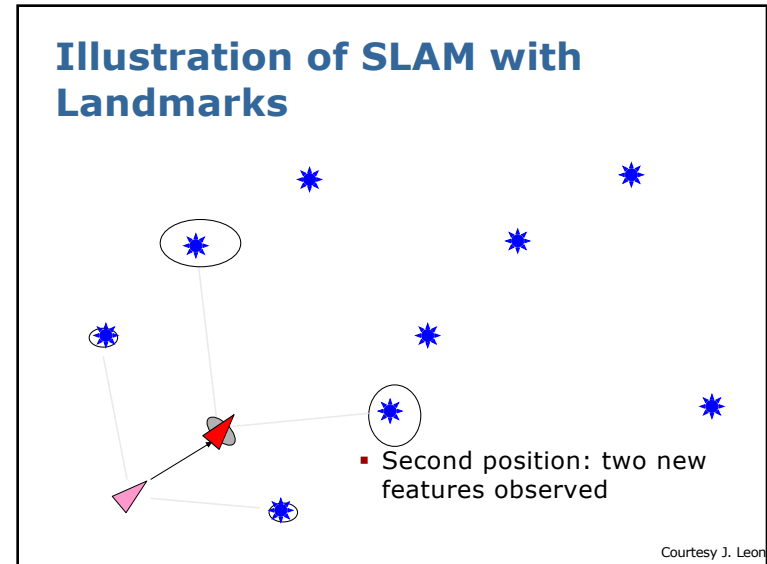 Illustration of SLAM with
Landmarks
▪ Second position: two new
features observed
Courtesy J. Leon